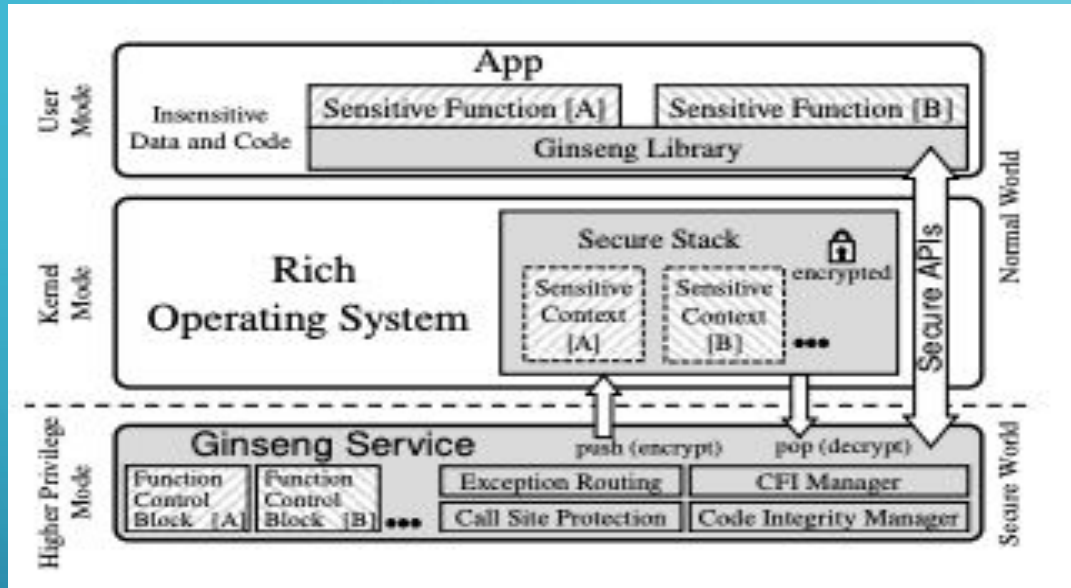 App
User
Mode
Insensitive
Data and Code
Sensitive Function [A]
Sensitive Function [B]
Ginseng Library
Normal World
Kernel
Mode
Rich
Operating System
Secure Stack
encrypted
Sensitive
Context
[A]
Sensitive
Context
[B]
•••
Secure APIs
Higher Privilege
Mode
Ginseng Service
push (encrypt)
pop (decrypt)
Function
Control
Block [A]
Function
Control
Block [B]
•••
Exception Routing
CFI Manager
Call Site Protection
Code Integrity Manager
Secure World